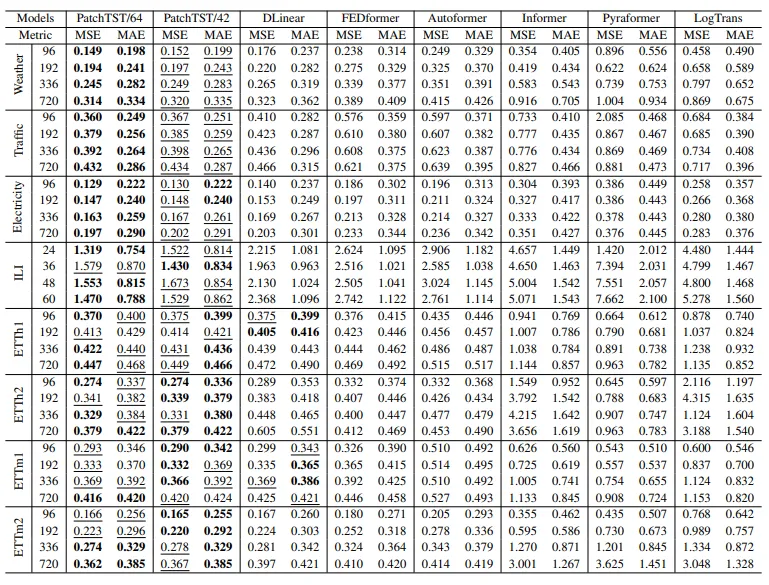 Models PatchTST/64 PatchTST/42 DLinear FEDformer Autoformer Informer Pyraformer LogTrans
Metric MSE MAE MSE MAE MSE MAE MSE MAE MSE MAE MSE MAE MSE MAE MSE MAE
Weather
96 0.149 0.198 0.152 0.199 0.176 0.237 0.238 0.314 0.249 0.329 0.354 0.405 0.896 0.556 0.458 0.490
192 0.194 0.241 0.197 0.243 0.220 0.282 0.275 0.329 0.325 0.370 0.419 0.434 0.622 0.624 0.658 0.589
336 0.245 0.282 0.249 0.283 0.265 0.319 0.339 0.377 0.351 0.391 0.583 0.543 0.739 0.753 0.797 0.652
720 0.314 0.334 0.320 0.335 0.323 0.362 0.389 0.409 0.415 0.426 0.916 0.705 1.004 0.934 0.869 0.675
Traffic
96 0.360 0.249 0.367 0.251 0.410 0.282 0.576 0.359 0.597 0.371 0.733 0.410 2.085 0.468 0.684 0.384
192 0.379 0.256 0.385 0.259 0.423 0.287 0.610 0.380 0.607 0.382 0.777 0.435 0.867 0.467 0.685 0.390
336 0.392 0.264 0.398 0.265 0.436 0.296 0.608 0.375 0.623 0.387 0.776 0.434 0.869 0.469 0.734 0.408
720 0.432 0.286 0.434 0.287 0.466 0.315 0.621 0.375 0.639 0.395 0.827 0.466 0.881 0.473 0.717 0.396
Electricity
96 0.129 0.222 0.130 0.222 0.140 0.237 0.186 0.302 0.196 0.313 0.304 0.393 0.386 0.449 0.258 0.357
192 0.147 0.240 0.148 0.240 0.153 0.249 0.197 0.311 0.211 0.324 0.327 0.417 0.386 0.443 0.266 0.368
336 0.163 0.259 0.167 0.261 0.169 0.267 0.213 0.328 0.214 0.327 0.333 0.422 0.378 0.443 0.280 0.380
720 0.197 0.290 0.202 0.291 0.203 0.301 0.233 0.344 0.236 0.342 0.351 0.427 0.376 0.445 0.283 0.376
ILI
24 1.319 0.754 1.522 0.814 2.215 1.081 2.624 1.095 2.906 1.182 4.657 1.449 1.420 2.012 4.480 1.444
36 1.579 0.870 1.430 0.834 1.963 0.963 2.516 1.021 2.585 1.038 4.650 1.463 7.394 2.031 4.799 1.467
48 1.553 0.815 1.673 0.854 2.130 1.024 2.505 1.041 3.024 1.145 5.004 1.542 7.551 2.057 4.800 1.468
60 1.470 0.788 1.529 0.862 2.368 1.096 2.742 1.122 2.761 1.114 5.071 1.543 7.662 2.100 5.278 1.560
ETTh1
96 0.370 0.400 0.375 0.399 0.375 0.399 0.376 0.415 0.435 0.446 0.941 0.769 0.664 0.612 0.878 0.740
192 0.413 0.429 0.414 0.421 0.405 0.416 0.423 0.446 0.456 0.457 1.007 0.786 0.790 0.681 1.037 0.824
336 0.422 0.440 0.431 0.436 0.439 0.443 0.444 0.462 0.486 0.487 1.038 0.784 0.891 0.738 1.238 0.932
720 0.447 0.468 0.449 0.466 0.472 0.490 0.469 0.492 0.515 0.517 1.144 0.857 0.963 0.782 1.135 0.852
ETTh2
96 0.274 0.337 0.274 0.336 0.289 0.353 0.332 0.374 0.332 0.368 1.549 0.952 0.645 0.597 2.116 1.197
192 0.341 0.382 0.339 0.379 0.383 0.418 0.407 0.446 0.426 0.434 3.792 1.542 0.788 0.683 4.315 1.635
336 0.329 0.384 0.331 0.380 0.448 0.465 0.400 0.447 0.477 0.479 4.215 1.642 0.907 0.747 1.124 1.604
720 0.379 0.422 0.379 0.422 0.605 0.551 0.412 0.469 0.453 0.490 3.656 1.619 0.963 0.783 3.188 1.540
ETTm1
96 0.293 0.346 0.290 0.342 0.299 0.343 0.326 0.390 0.510 0.492 0.626 0.560 0.543 0.510 0.600 0.546
192 0.333 0.370 0.332 0.369 0.335 0.365 0.365 0.415 0.514 0.495 0.725 0.619 0.557 0.537 0.837 0.700
336 0.369 0.392 0.366 0.392 0.369 0.386 0.392 0.425 0.510 0.492 1.005 0.741 0.754 0.655 1.124 0.832
720 0.416 0.420 0.420 0.424 0.425 0.421 0.446 0.458 0.527 0.493 1.133 0.845 0.908 0.724 1.153 0.820
ETTm2
96 0.166 0.256 0.165 0.255 0.167 0.260 0.180 0.271 0.205 0.293 0.355 0.462 0.435 0.507 0.768 0.642
192 0.223 0.296 0.220 0.292 0.224 0.303 0.252 0.318 0.278 0.336 0.595 0.586 0.730 0.673 0.989 0.757
336 0.274 0.329 0.278 0.329 0.281 0.342 0.324 0.364 0.343 0.379 1.270 0.871 1.201 0.845 1.334 0.872
720 0.362 0.385 0.367 0.385 0.397 0.421 0.410 0.420 0.414 0.419 3.001 1.267 3.625 1.451 3.048 1.328